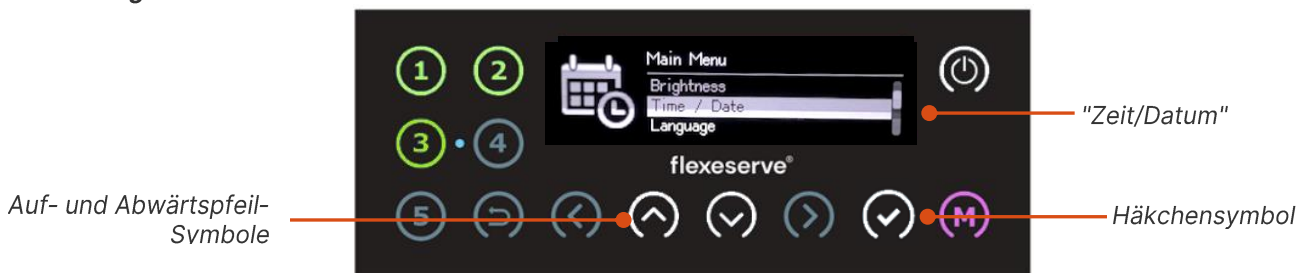 1
2
Main Menu
Brightness
Time / Date
Language
"Zeit/Datum"
3
4
flexeserve®
Auf- und Abwärtspfeil-
Symbole
5
M
Häkchensymbol